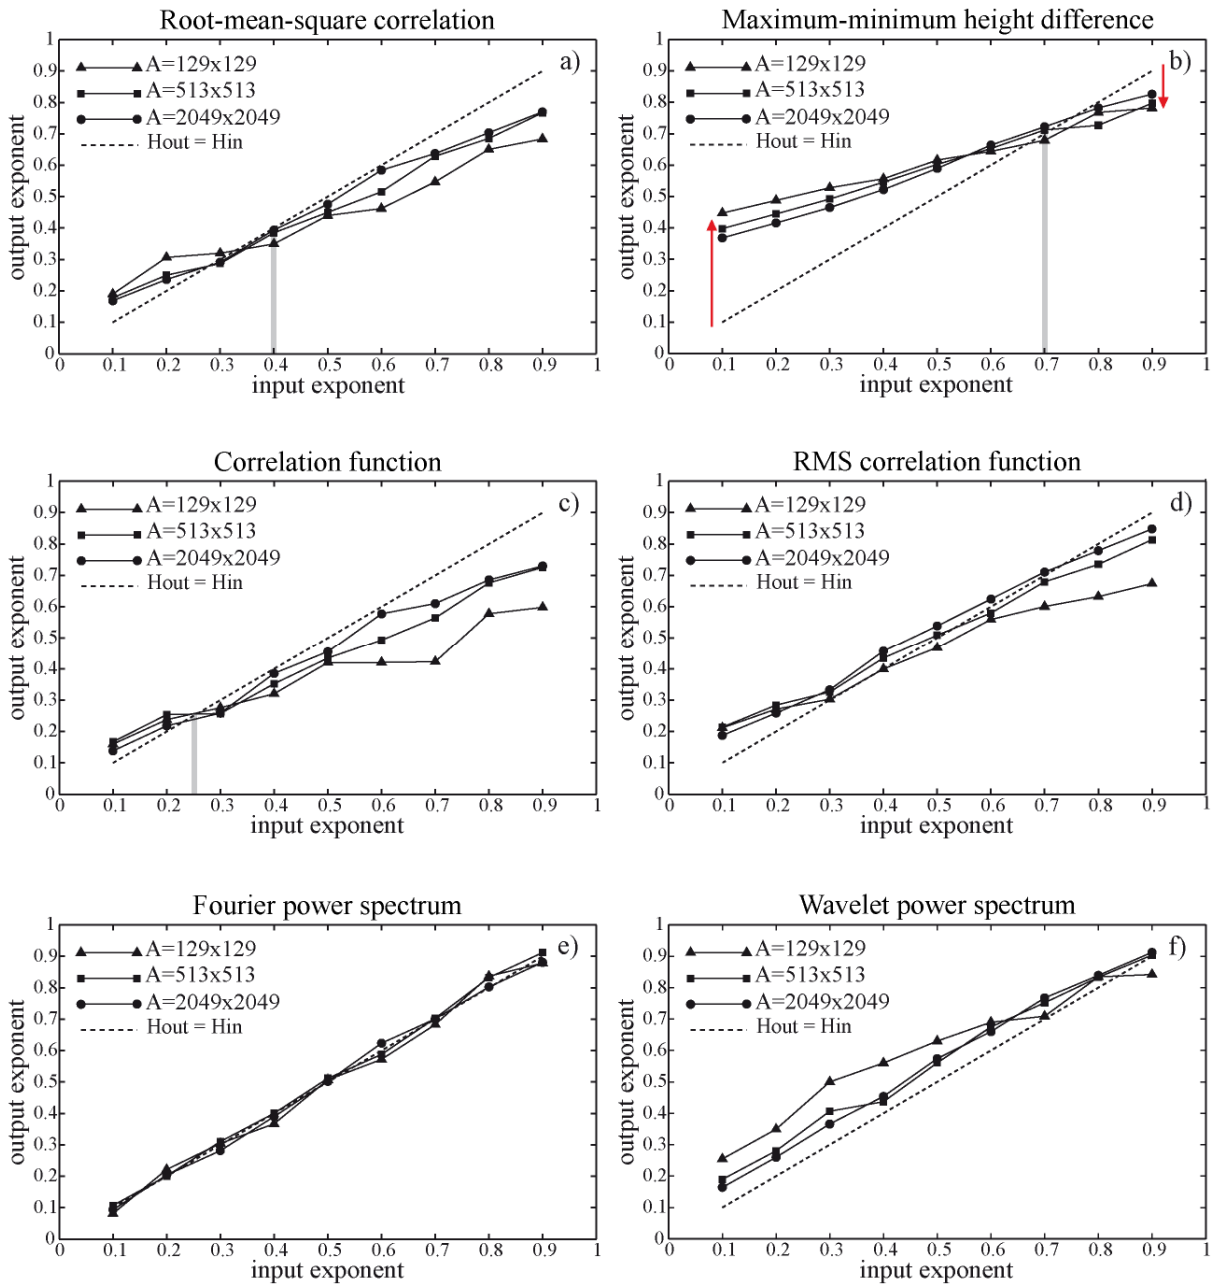 Root-mean-square correlation
a)
A=129x129
A=513x513
A=2049x2049
Hout = Hin
output exponent
1
0.9
0.8
0.7
0.6
0.5
0.4
0.3
0.2
0.1
0
0 0.1 0.2 0.3 0.4 0.5 0.6 0.7 0.8 0.9 1
input exponent
Maximum-minimum height difference
b)
A=129x129
A=513x513
A=2049x2049
Hout = Hin
output exponent
1
0.9
0.8
0.7
0.6
0.5
0.4
0.3
0.2
0.1
0
0 0.1 0.2 0.3 0.4 0.5 0.6 0.7 0.8 0.9 1
input exponent
Correlation function
c)
A=129x129
A=513x513
A=2049x2049
Hout = Hin
output exponent
1
0.9
0.8
0.7
0.6
0.5
0.4
0.3
0.2
0.1
0
0 0.1 0.2 0.3 0.4 0.5 0.6 0.7 0.8 0.9 1
input exponent
RMS correlation function
d)
A=129x129
A=513x513
A=2049x2049
Hout = Hin
output exponent
1
0.9
0.8
0.7
0.6
0.5
0.4
0.3
0.2
0.1
0
0 0.1 0.2 0.3 0.4 0.5 0.6 0.7 0.8 0.9 1
input exponent
Fourier power spectrum
e)
A=129x129
A=513x513
A=2049x2049
Hout = Hin
output exponent
1
0.9
0.8
0.7
0.6
0.5
0.4
0.3
0.2
0.1
0
0 0.1 0.2 0.3 0.4 0.5 0.6 0.7 0.8 0.9 1
input exponent
Wavelet power spectrum
f)
A=129x129
A=513x513
A=2049x2049
Hout = Hin
output exponent
1
0.9
0.8
0.7
0.6
0.5
0.4
0.3
0.2
0.1
0
0 0.1 0.2 0.3 0.4 0.5 0.6 0.7 0.8 0.9 1
input exponent